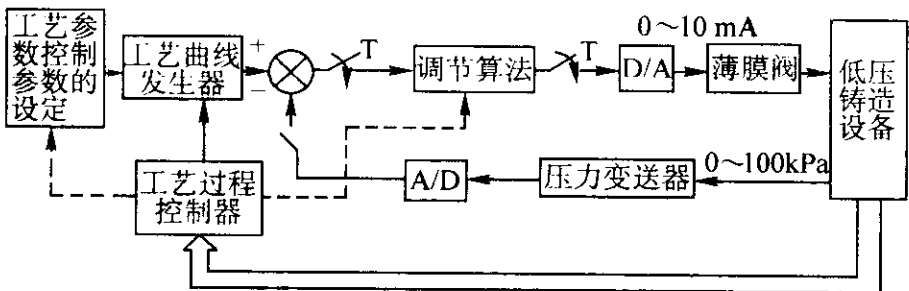 工艺参
数控制
参数的
设定
工艺曲线
发生器
+
−
T
调节算法
T
D/A
0～10 mA
薄膜阀
低压
铸造
设备
工艺过程
控制器
A/D
压力变送器
0～100kPa